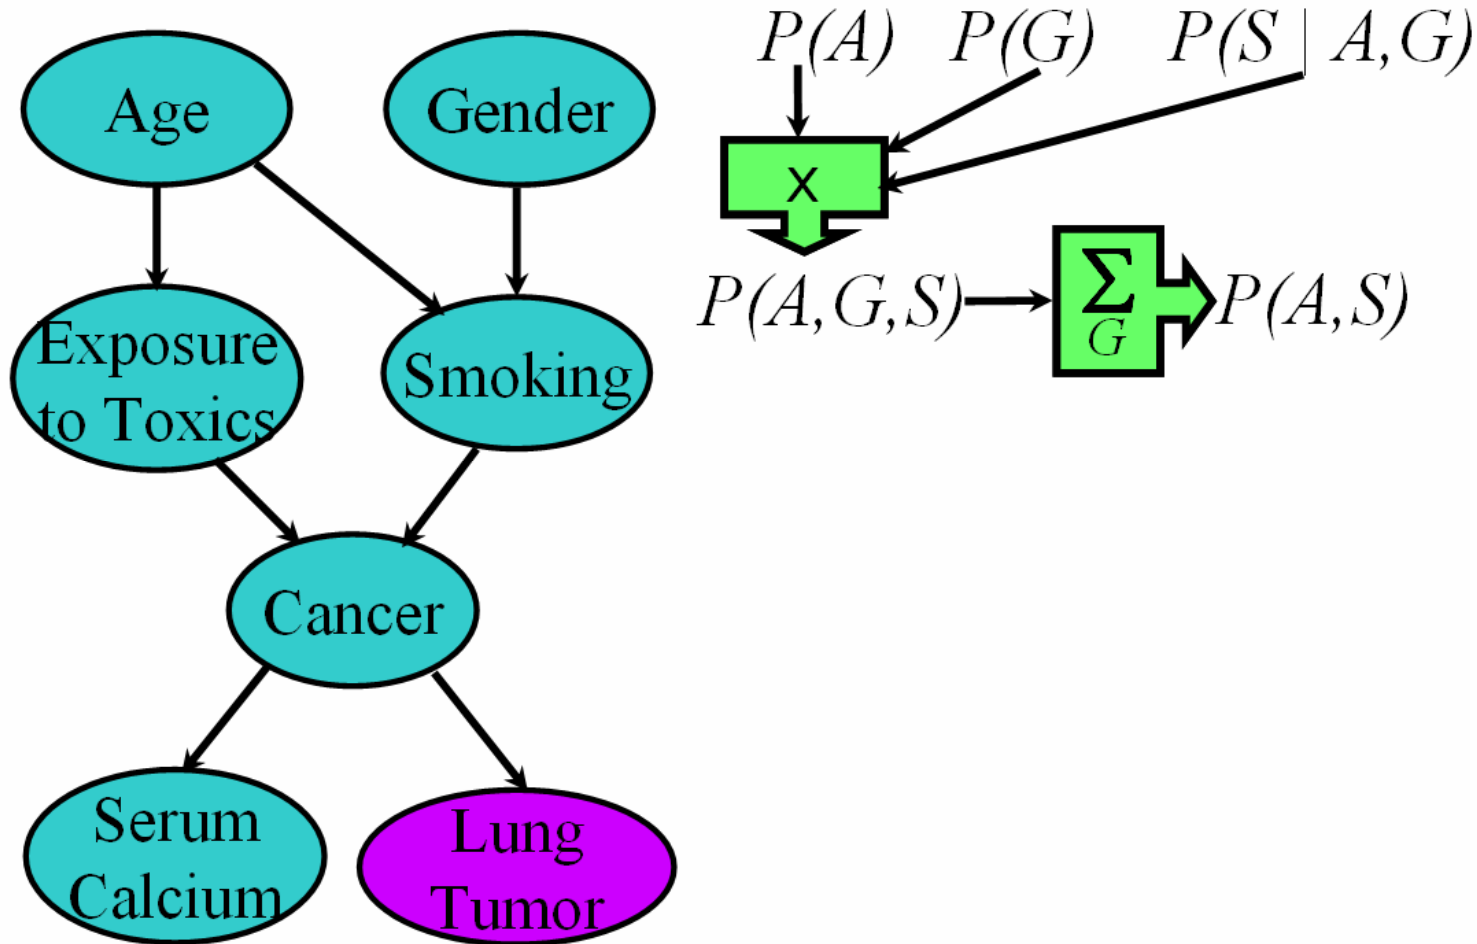 Age
Gender
Exposure
to Toxics
Smoking
Cancer
Serum
Calcium
Lung
Tumor
P(A) P(G) P(S | A,G)
x
P(A,G,S)
Σ
G
P(A,S)